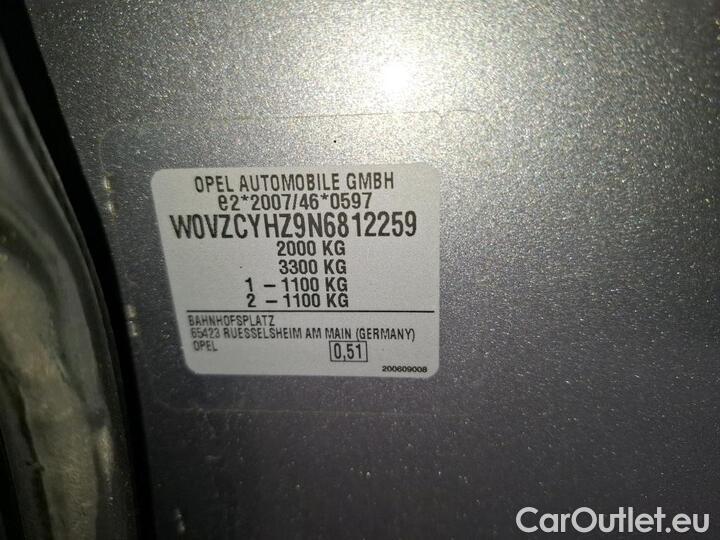 OPEL AUTOMOBILE GMBH
e2*2007/46*0597
W0VZCYHZ9N6812259
2000 KG
3300 KG
1 – 1100 KG
2 – 1100 KG
BAHNHOFSPLATZ
65423 RUESSELSHEIM AM MAIN (GERMANY)
OPEL 0,51
200609008
CarOutlet.eu